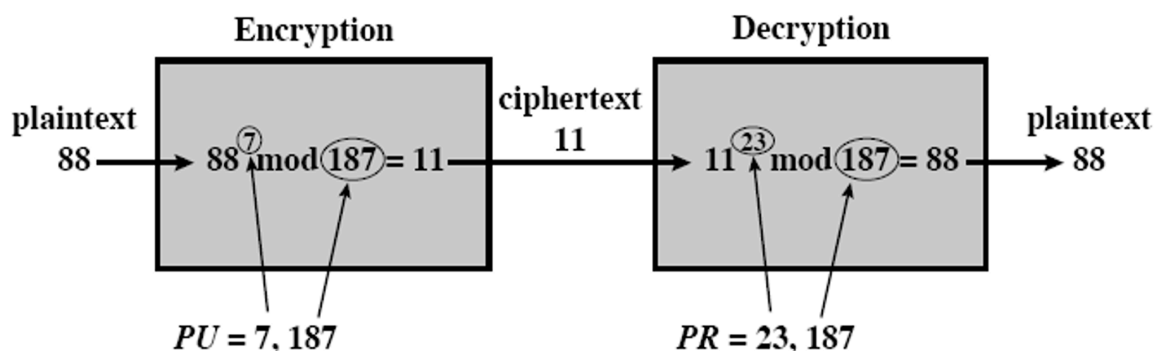 Encryption
Decryption
plaintext
88
88^7 mod 187 = 11
ciphertext
11
11^23 mod 187 = 88
plaintext
88
PU = 7, 187
PR = 23, 187